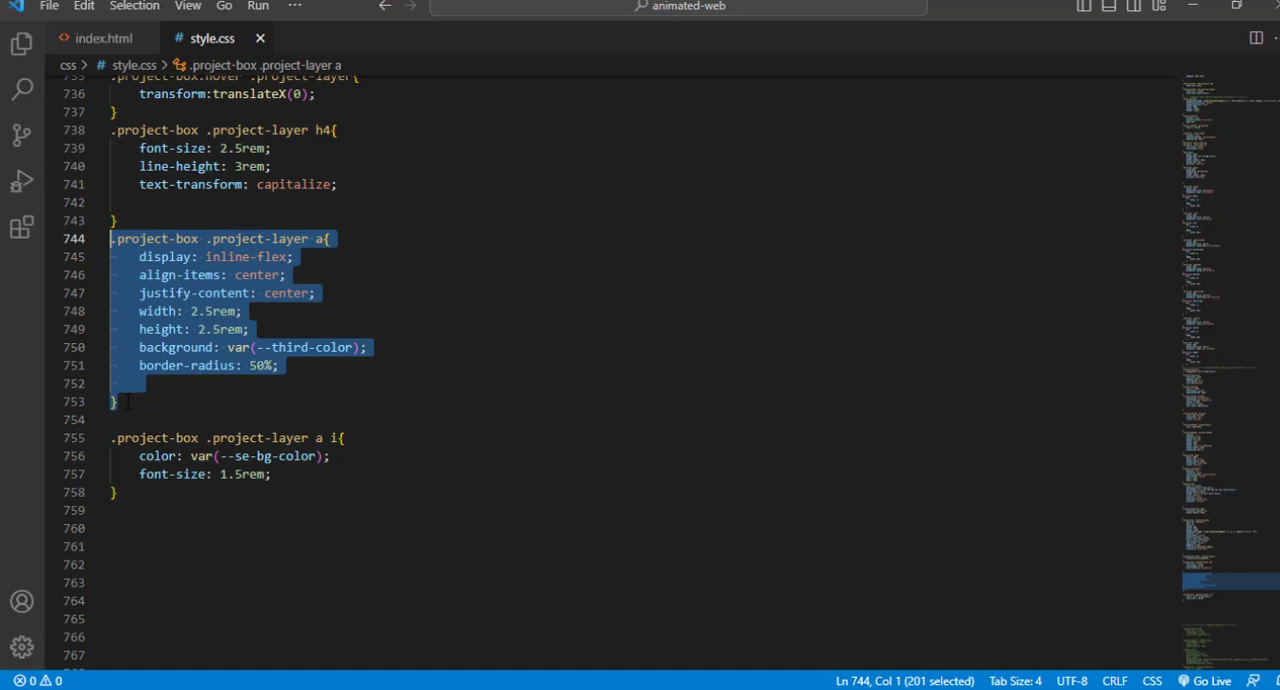 File Edit Selection View Go Run ··· animated-web
index.html # style.css
css > # style.css > .project-box .project-layer a
735 .project-box:hover .project-layer{
736 transform:translateX(0);
737 }
738 .project-box .project-layer h4{
739 font-size: 2.5rem;
740 line-height: 3rem;
741 text-transform: capitalize;
742
743 }
744 .project-box .project-layer a{
745 display: inline-flex;
746 align-items: center;
747 justify-content: center;
748 width: 2.5rem;
749 height: 2.5rem;
750 background: var(--third-color);
751 border-radius: 50%;
752
753 }
754
755 .project-box .project-layer a i{
756 color: var(--se-bg-color);
757 font-size: 1.5rem;
758 }
759
760
761
762
763
764
765
766
767
0 0 Ln 744, Col 1 (201 selected) Tab Size: 4 UTF-8 CRLF CSS Go Live